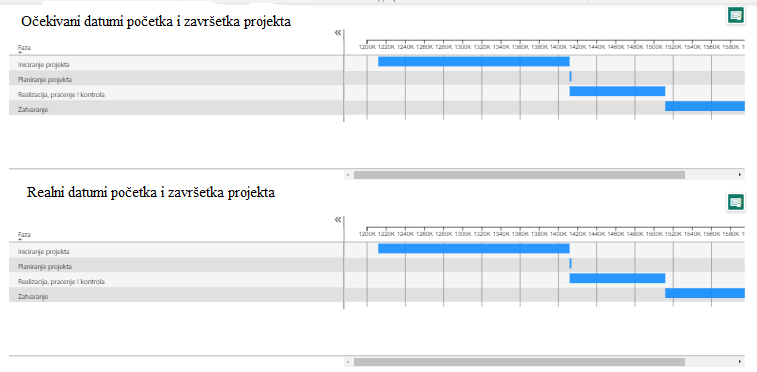 Očekivani datumi početka i završetka projekta
«
Faza
1200K 1220K 1240K 1260K 1280K 1300K 1320K 1340K 1360K 1380K 1400K 1420K 1440K 1460K 1480K 1500K 1520K 1540K 1560K 1580K
Iniciranje projekta
Planiranje projekta
Realizacija, pracenje i kontrola
Zatvaranje
Realni datumi početka i završetka projekta
«
Faza
1200K 1220K 1240K 1260K 1280K 1300K 1320K 1340K 1360K 1380K 1400K 1420K 1440K 1460K 1480K 1500K 1520K 1540K 1560K 1580K
Iniciranje projekta
Planiranje projekta
Realizacija, pracenje i kontrola
Zatvaranje